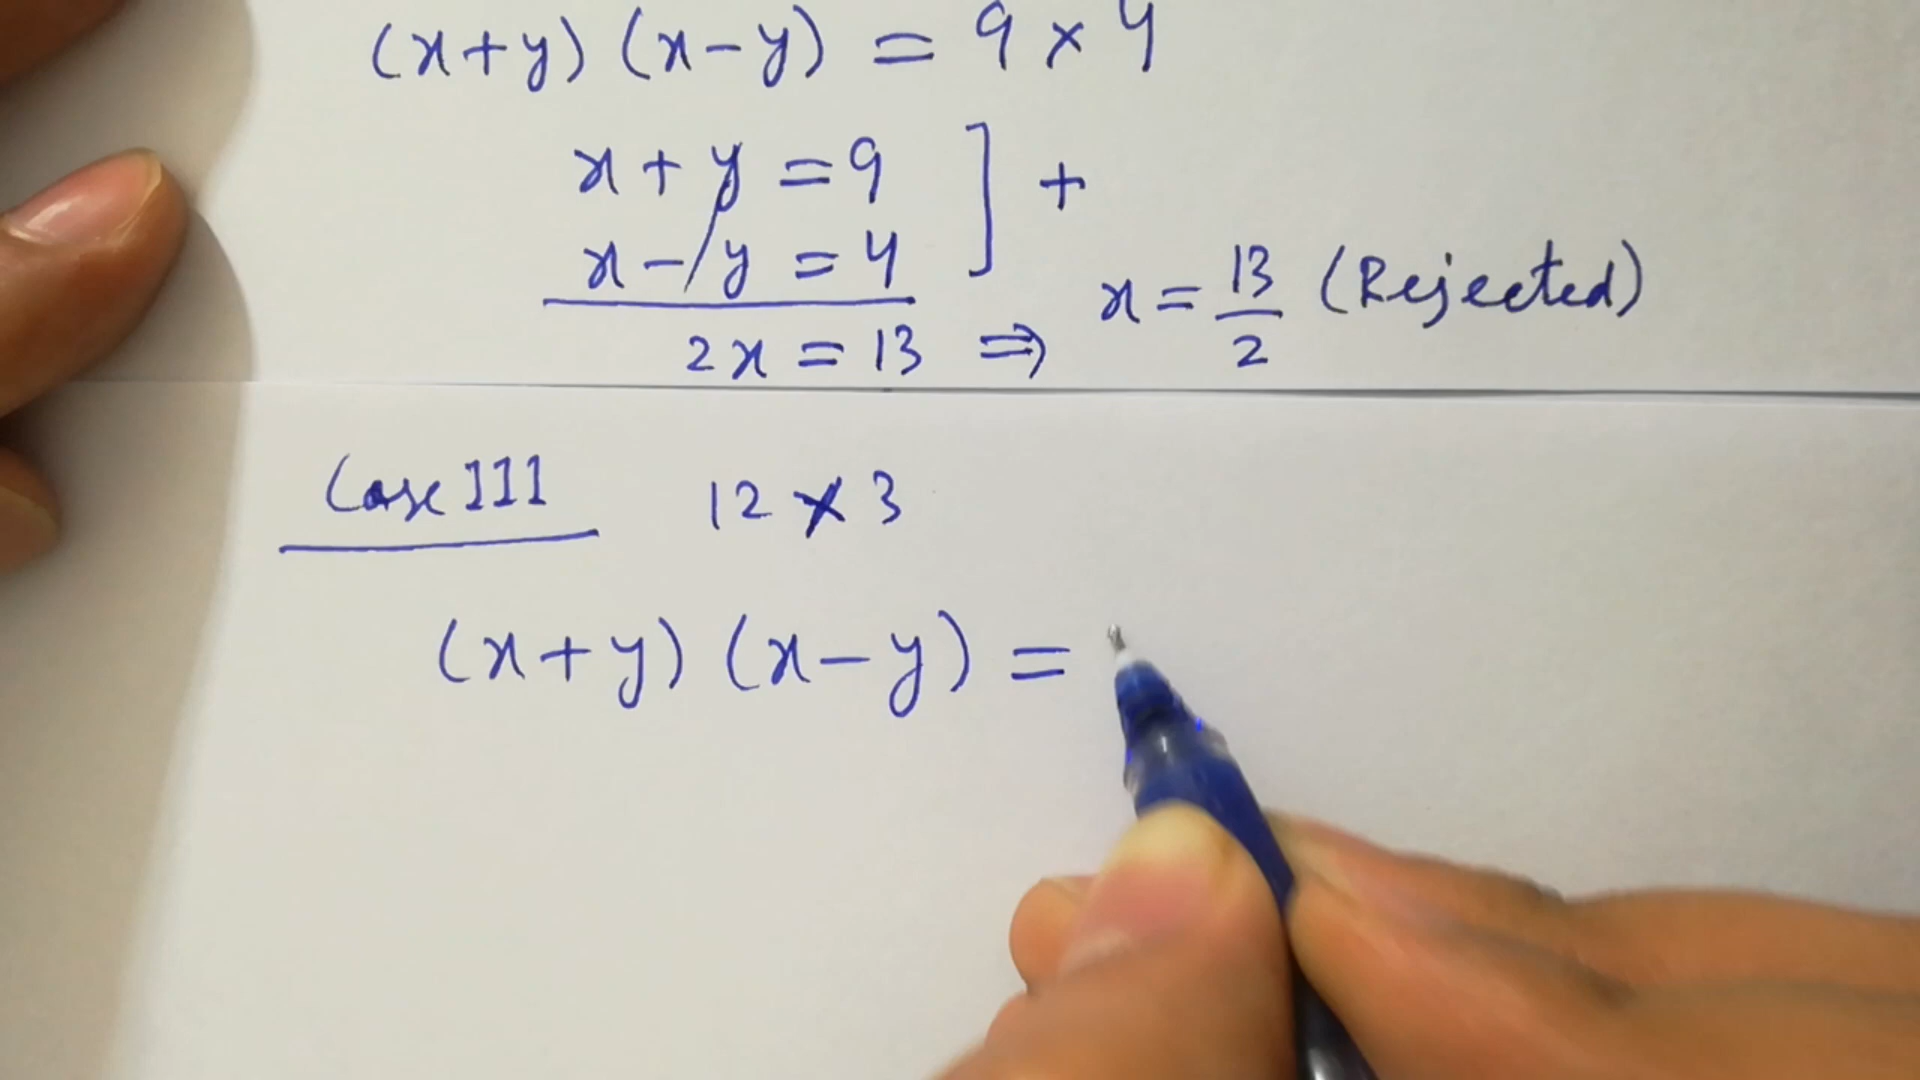 (x+y) (x-y) = 9 × 4
x + y = 9 ] +
x - y = 4
2x = 13 ⇒ x = 13/2 (Rejected)
Case III 12 × 3
(x+y) (x-y) =